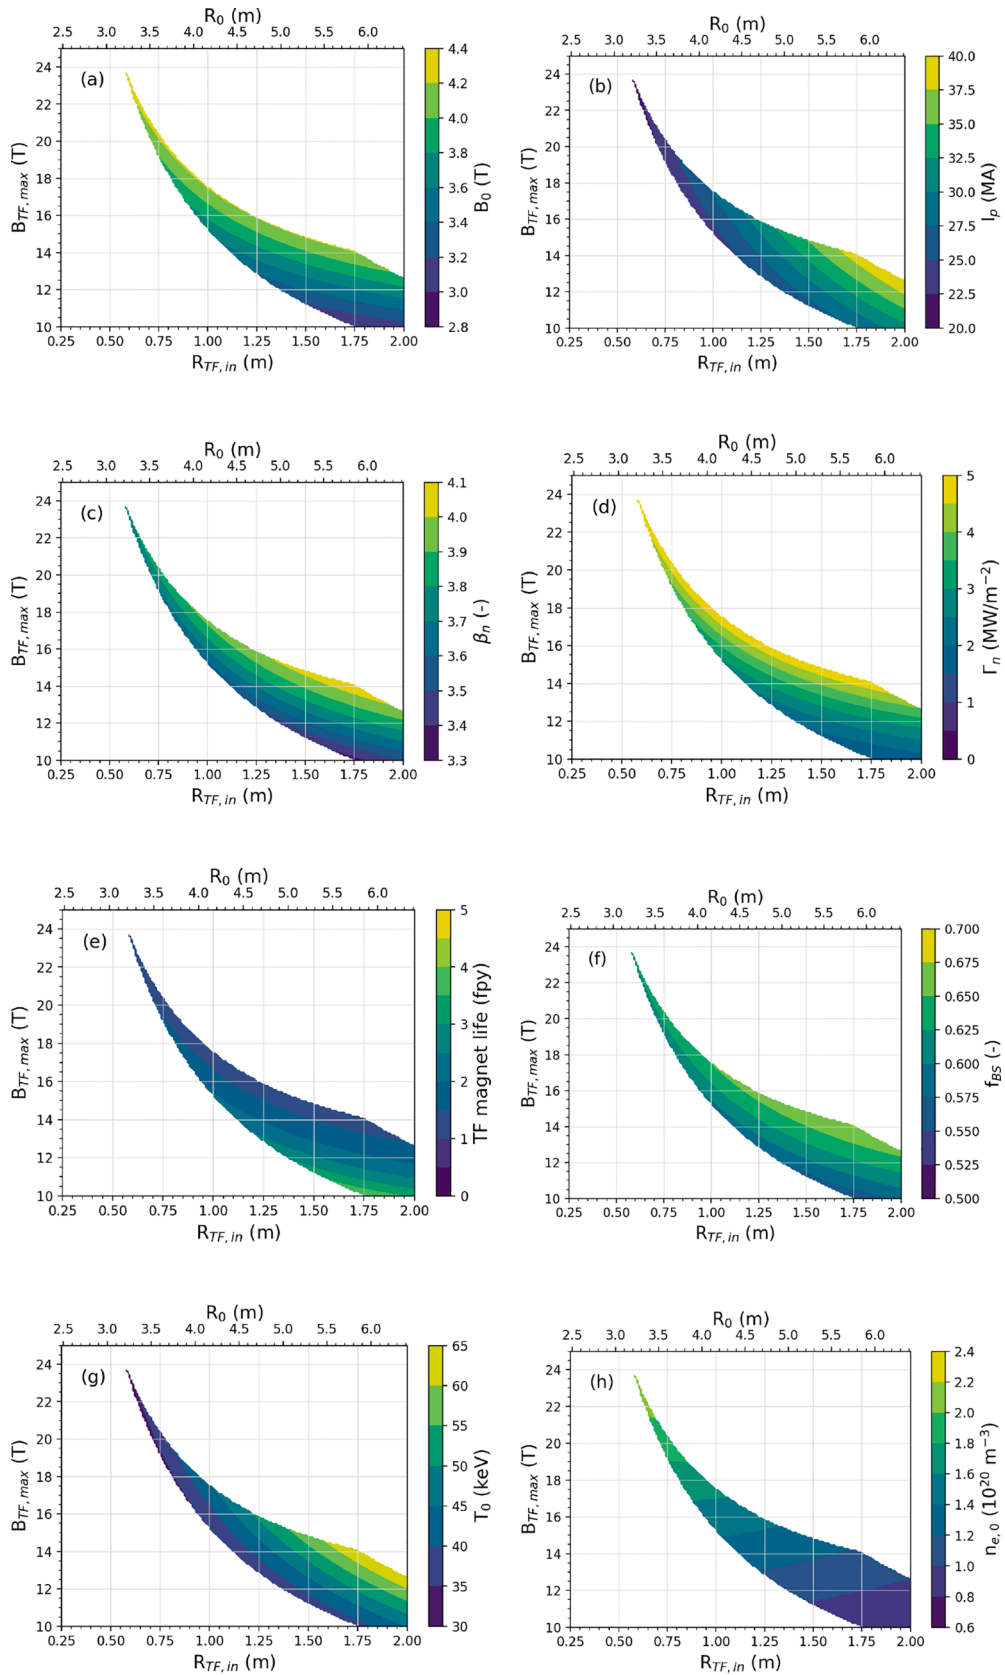 R0 (m)
2.5 3.0 3.5 4.0 4.5 5.0 5.5 6.0
(a)
BTF,max (T)
24
22
20
18
16
14
12
10
0.25 0.50 0.75 1.00 1.25 1.50 1.75 2.00
RTF,in (m)
4.4
4.2
4.0
3.8
3.6
3.4
3.2
3.0
2.8
B0 (T)
R0 (m)
2.5 3.0 3.5 4.0 4.5 5.0 5.5 6.0
(b)
BTF,max (T)
24
22
20
18
16
14
12
10
0.25 0.50 0.75 1.00 1.25 1.50 1.75 2.00
RTF,in (m)
40.0
37.5
35.0
32.5
30.0
27.5
25.0
22.5
20.0
Ip (MA)
R0 (m)
2.5 3.0 3.5 4.0 4.5 5.0 5.5 6.0
(c)
BTF,max (T)
24
22
20
18
16
14
12
10
0.25 0.50 0.75 1.00 1.25 1.50 1.75 2.00
RTF,in (m)
4.1
4.0
3.9
3.8
3.7
3.6
3.5
3.4
3.3
βn (-)
R0 (m)
2.5 3.0 3.5 4.0 4.5 5.0 5.5 6.0
(d)
BTF,max (T)
24
22
20
18
16
14
12
10
0.25 0.50 0.75 1.00 1.25 1.50 1.75 2.00
RTF,in (m)
5
4
3
2
1
0
Γn (MW/m−2)
R0 (m)
2.5 3.0 3.5 4.0 4.5 5.0 5.5 6.0
(e)
BTF,max (T)
24
22
20
18
16
14
12
10
0.25 0.50 0.75 1.00 1.25 1.50 1.75 2.00
RTF,in (m)
5
4
3
2
1
0
TF magnet life (fpy)
R0 (m)
2.5 3.0 3.5 4.0 4.5 5.0 5.5 6.0
(f)
BTF,max (T)
24
22
20
18
16
14
12
10
0.25 0.50 0.75 1.00 1.25 1.50 1.75 2.00
RTF,in (m)
0.700
0.675
0.650
0.625
0.600
0.575
0.550
0.525
0.500
fBS (-)
R0 (m)
2.5 3.0 3.5 4.0 4.5 5.0 5.5 6.0
(g)
BTF,max (T)
24
22
20
18
16
14
12
10
0.25 0.50 0.75 1.00 1.25 1.50 1.75 2.00
RTF,in (m)
65
60
55
50
45
40
35
30
T0 (keV)
R0 (m)
2.5 3.0 3.5 4.0 4.5 5.0 5.5 6.0
(h)
BTF,max (T)
24
22
20
18
16
14
12
10
0.25 0.50 0.75 1.00 1.25 1.50 1.75 2.00
RTF,in (m)
2.4
2.2
2.0
1.8
1.6
1.4
1.2
1.0
0.8
0.6
ne,0 (10²⁰ m−3)